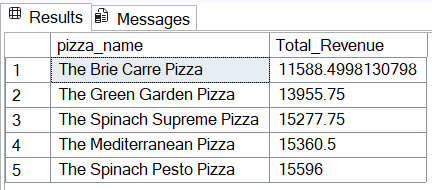 Results Messages
pizza_name Total_Revenue
1 The Brie Carre Pizza 11588.4998130798
2 The Green Garden Pizza 13955.75
3 The Spinach Supreme Pizza 15277.75
4 The Mediterranean Pizza 15360.5
5 The Spinach Pesto Pizza 15596